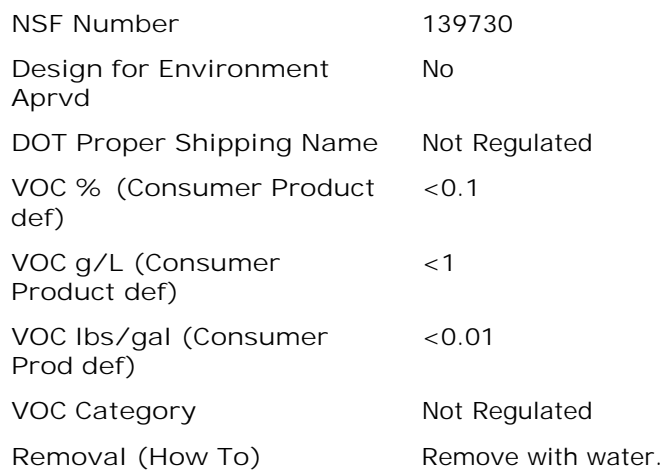 NSF Number 139730
Design for Environment No
Aprvd
DOT Proper Shipping Name Not Regulated
VOC % (Consumer Product <0.1
def)
VOC g/L (Consumer <1
Product def)
VOC lbs/gal (Consumer <0.01
Prod def)
VOC Category Not Regulated
Removal (How To) Remove with water.